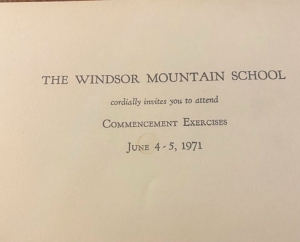 THE WINDSOR MOUNTAIN SCHOOL
cordially invites you to attend
COMMENCEMENT EXERCISES
JUNE 4-5, 1971